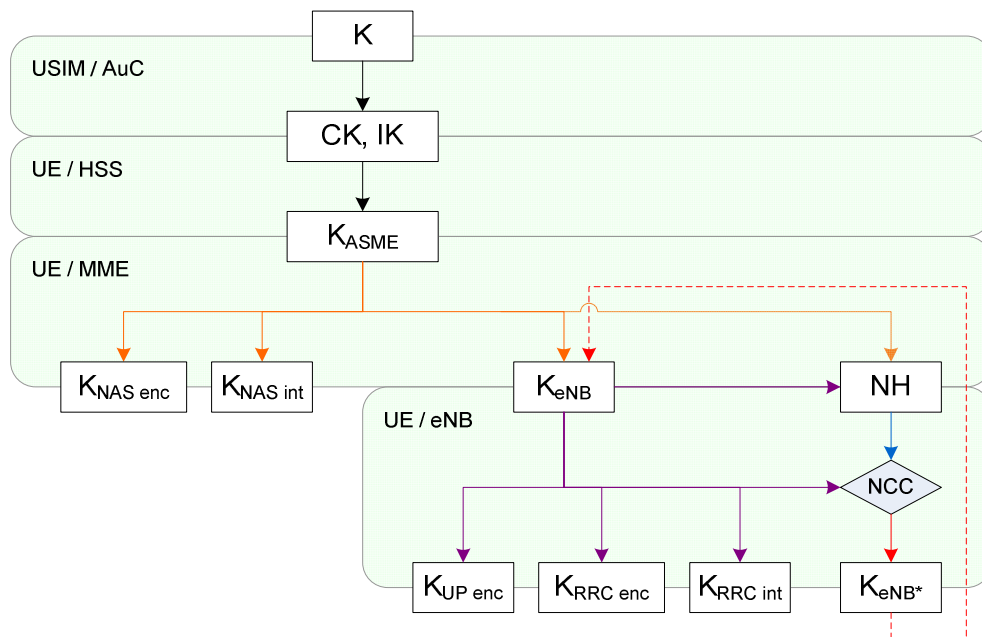 K
USIM / AuC
CK, IK
UE / HSS
KASME
UE / MME
KNAS enc
KNAS int
KeNB
NH
UE / eNB
NCC
KUP enc
KRRC enc
KRRC int
KeNB*